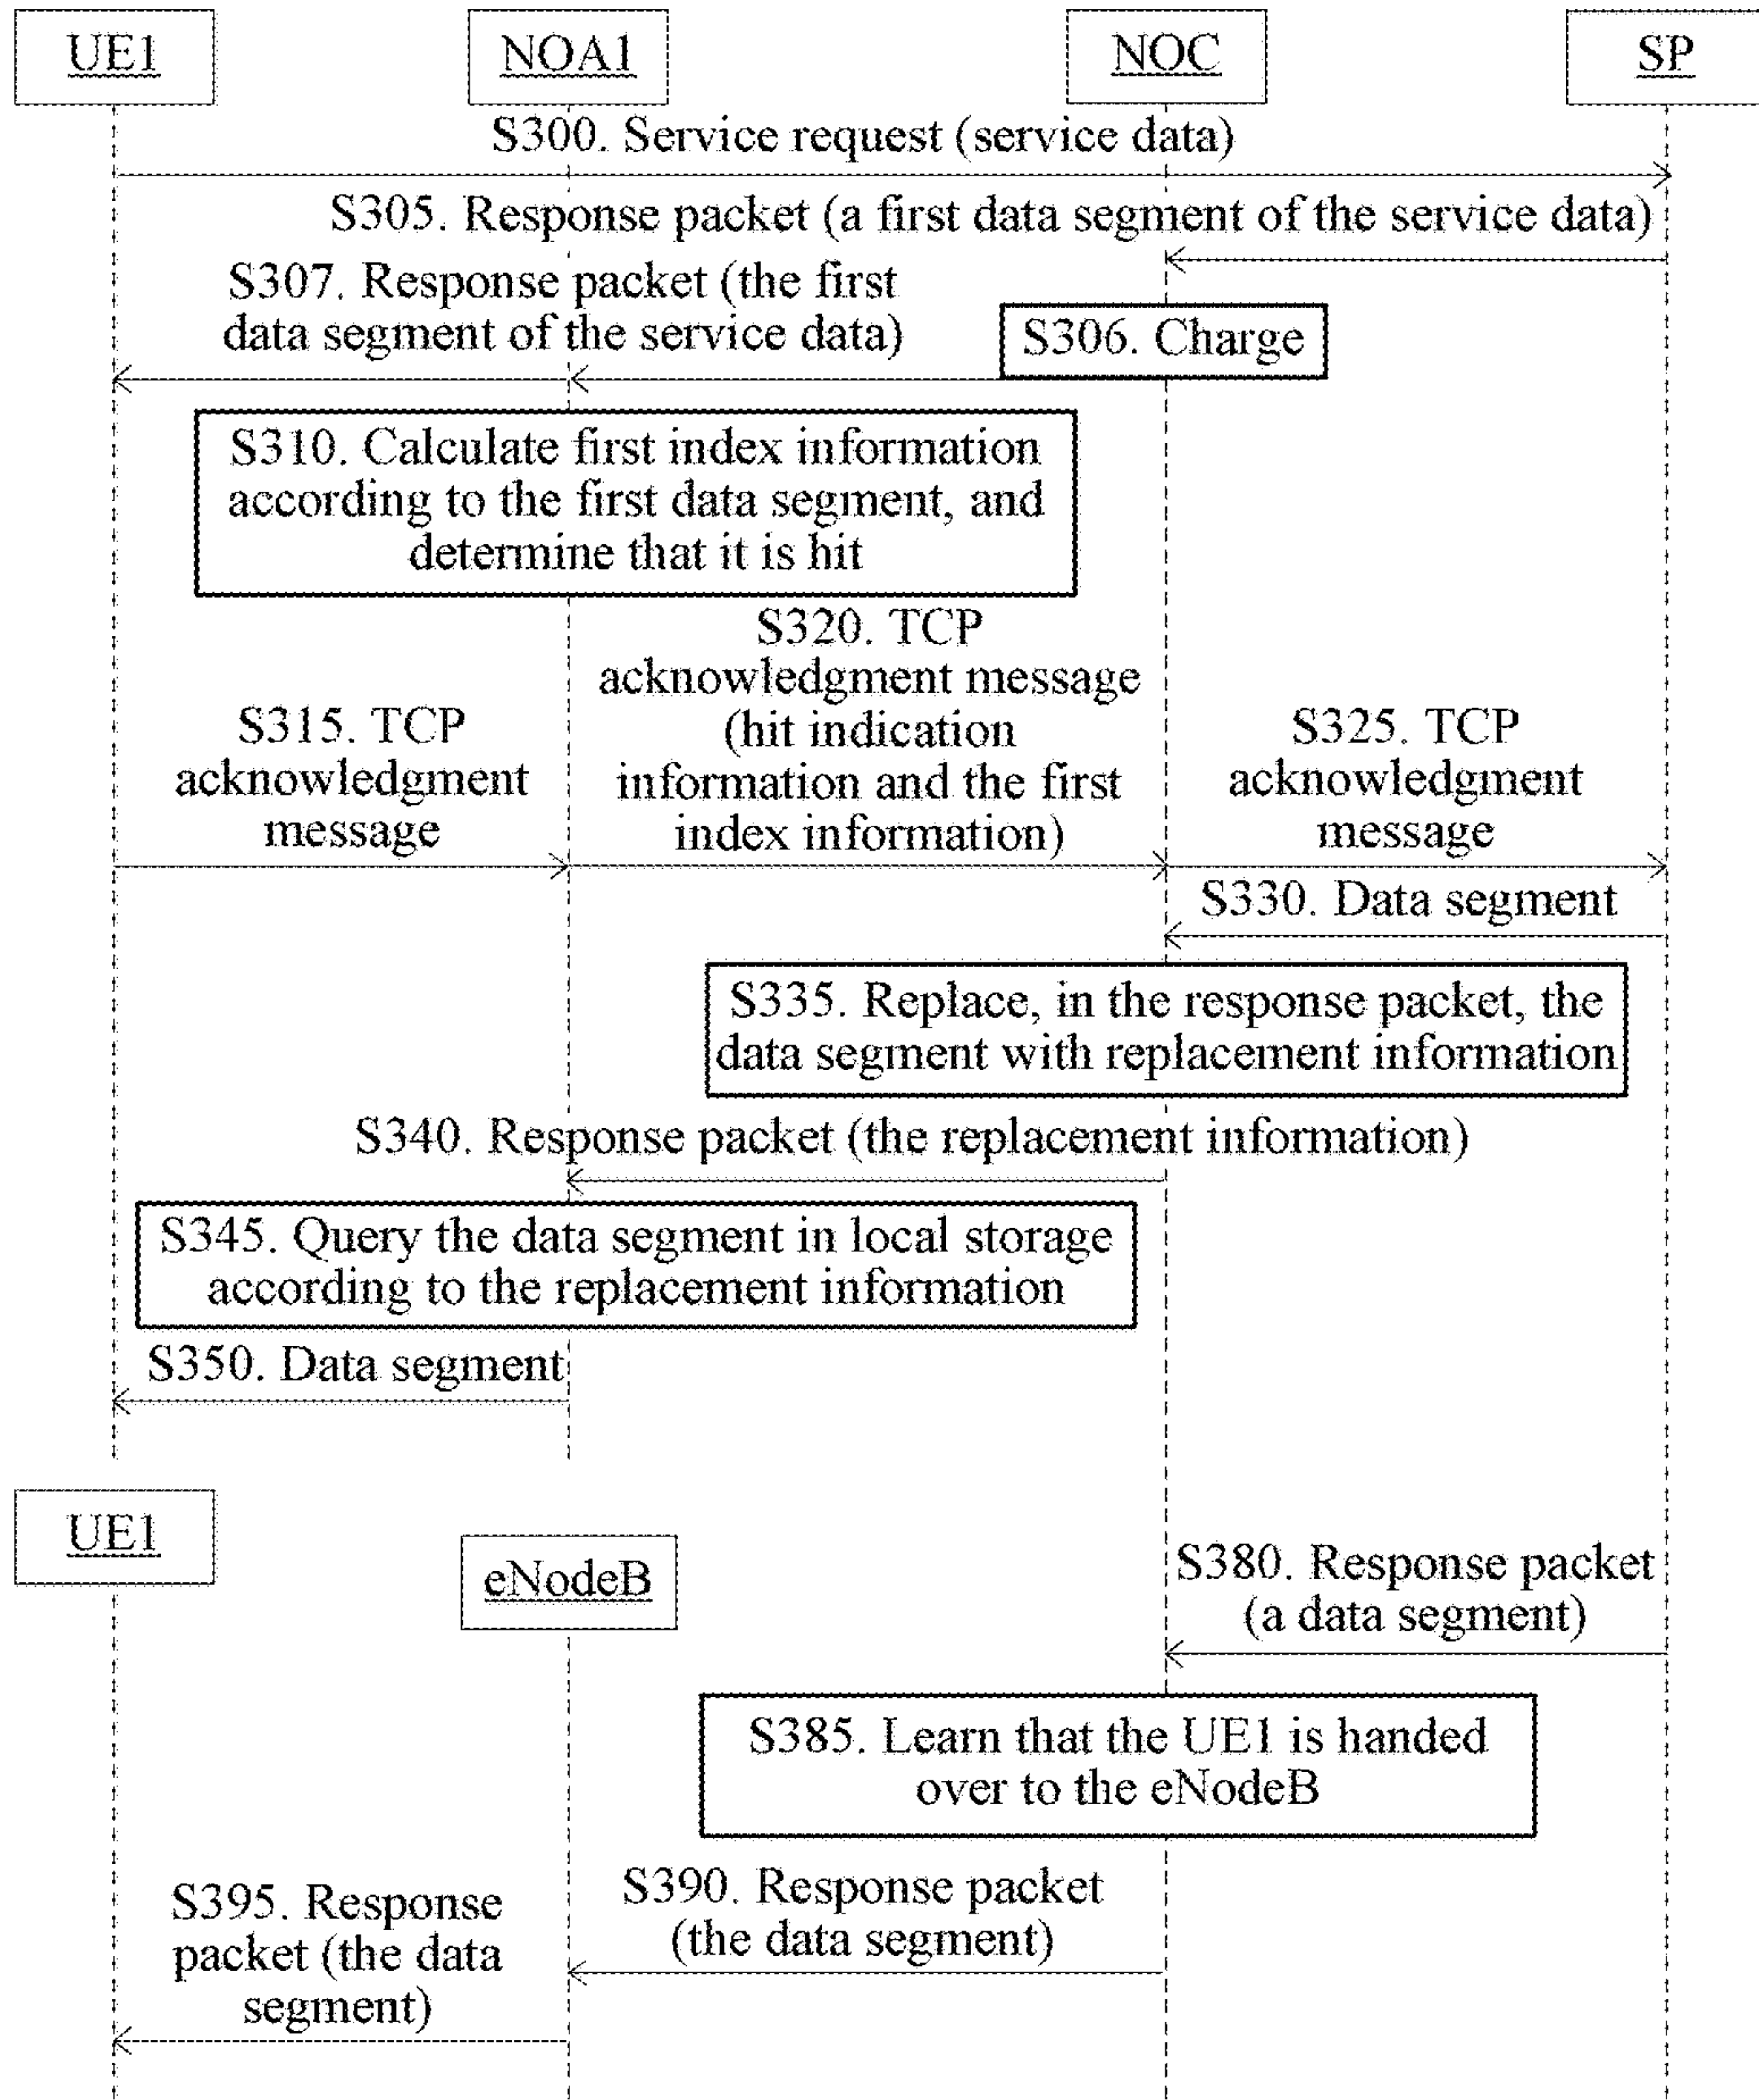 UE1
NOA1
NOC
SP
S300. Service request (service data)
S305. Response packet (a first data segment of the service data)
S307. Response packet (the first
data segment of the service data)
S306. Charge
S310. Calculate first index information
according to the first data segment, and
determine that it is hit
S320. TCP
acknowledgment message
(hit indication
information and the first
index information)
S315. TCP
acknowledgment
message
S325. TCP
acknowledgment
message
S330. Data segment
S335. Replace, in the response packet, the
data segment with replacement information
S340. Response packet (the replacement information)
S345. Query the data segment in local storage
according to the replacement information
S350. Data segment
UE1
eNodeB
S380. Response packet
(a data segment)
S385. Learn that the UE1 is handed
over to the eNodeB
S390. Response packet
(the data segment)
S395. Response
packet (the data
segment)